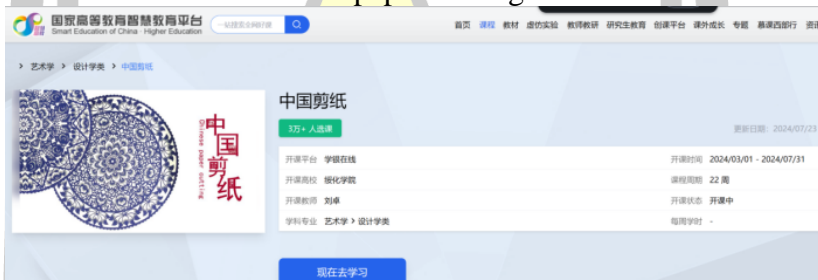 国家高等教育智慧教育平台
Smart Education of China · Higher Education
一站搜索全网好课
首页 课程 教材 虚仿实验 教师教研 研究生教育 创课平台 课外成长 专题 慕课西部行
> 艺术学 > 设计学类 > 中国剪纸
中国剪纸
Chinese paper cutting
中国剪纸
3万+ 人选课
更新日期: 2024/07/23
开课平台 学银在线
开课时间 2024/03/01 - 2024/07/31
开课高校 绥化学院
课程周期 22 周
开课教师 刘卓
开课状态 开课中
学科专业 艺术学 > 设计学类
每周学时 -
现在去学习